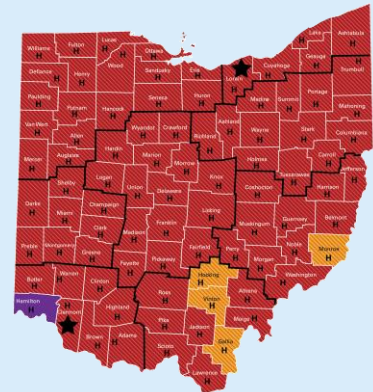 Williams
H
Fulton
H
Lucas
H
Ottawa
H
Wood
H
Defiance
H
Henry
H
Sandusky
H
Erie
Lorain
H
Cuyahoga
H
Lake
H
Geauga
H
Ashtabula
H
Trumbull
H
Paulding
H
Putnam
H
Hancock
H
Seneca
H
Huron
H
Medina
H
Summit
H
Portage
H
Mahoning
H
Van Wert
H
Allen
H
Wyandot
H
Crawford
H
Richland
H
Ashland
H
Wayne
H
Stark
H
Columbiana
H
Mercer
H
Auglaize
H
Hardin
H
Marion
H
Morrow
H
Holmes
H
Carroll
H
Jefferson
H
Shelby
H
Logan
H
Union
H
Delaware
H
Knox
H
Coshocton
H
Tuscarawas
H
Harrison
H
Darke
H
Miami
H
Champaign
H
Clark
H
Madison
H
Franklin
H
Licking
H
Muskingum
H
Guernsey
H
Belmont
H
Preble
H
Montgomery
H
Greene
H
Fayette
H
Pickaway
H
Fairfield
H
Perry
H
Morgan
H
Noble
H
Monroe
H
Washington
H
Butler
H
Warren
H
Clinton
H
Ross
H
Hocking
H
Athens
H
Hamilton
H
Clermont
H
Highland
H
Vinton
H
Meigs
H
Brown
H
Adams
H
Pike
H
Jackson
H
Gallia
H
Scioto
H
Lawrence
H